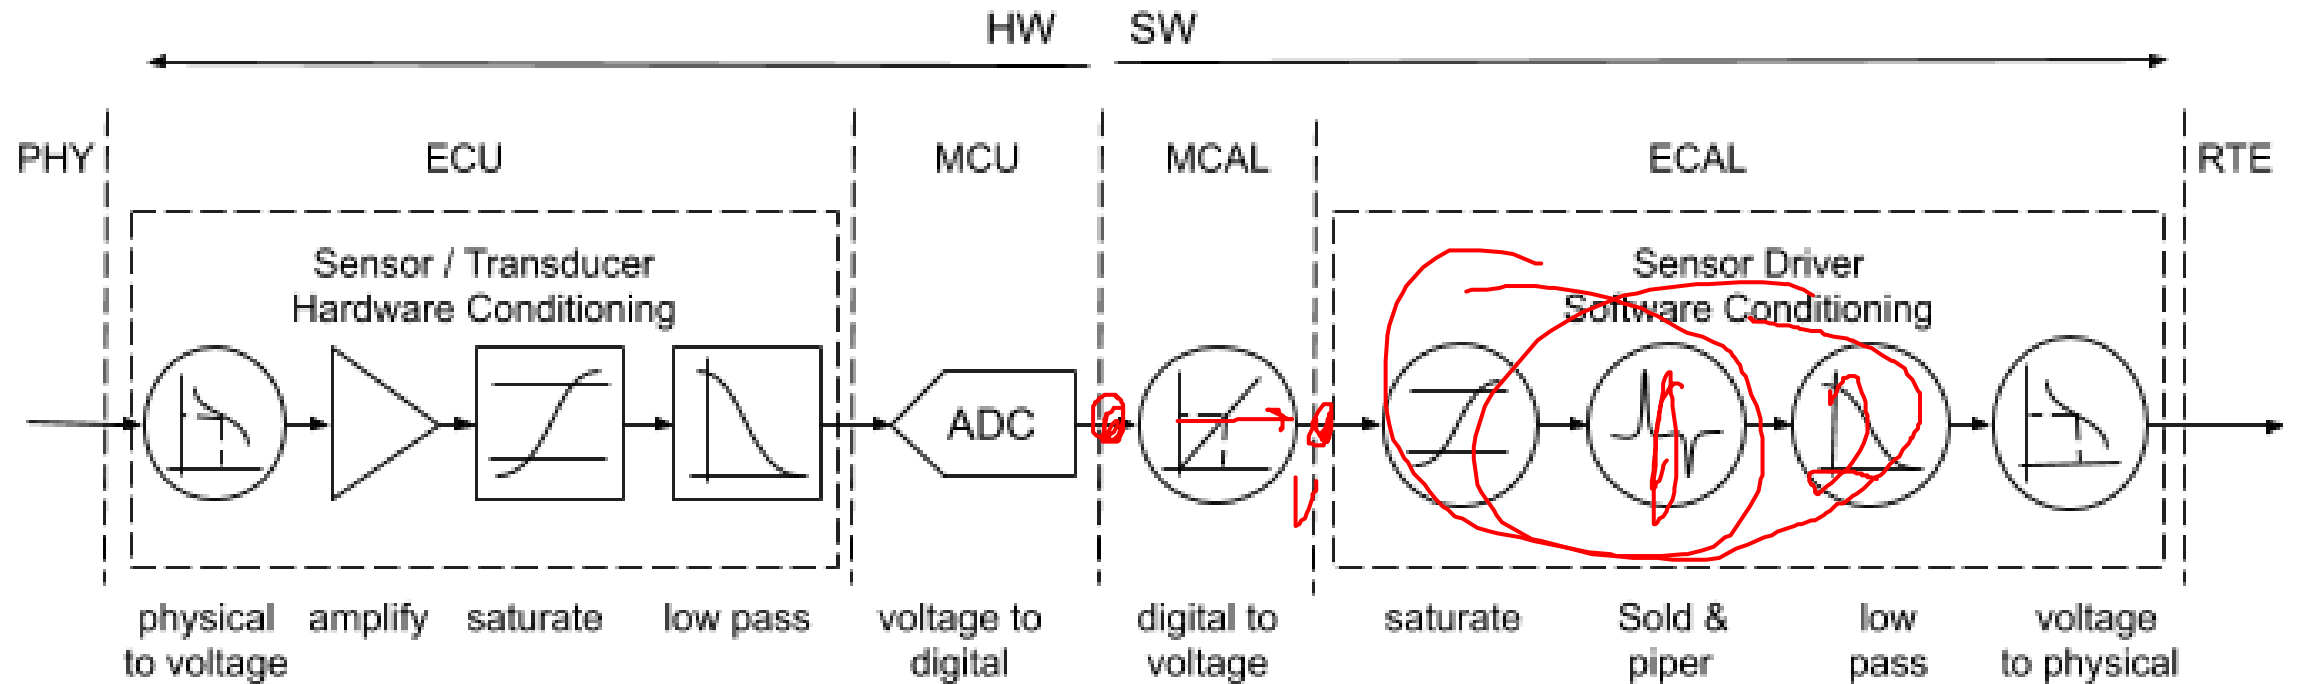 HW SW
PHY ECU MCU MCAL ECAL RTE
Sensor / Transducer
Hardware Conditioning
Sensor Driver
Software Conditioning
ADC
V
physical
to voltage
amplify
saturate
low pass
voltage to
digital
digital to
voltage
saturate
Sold &
piper
low
pass
voltage
to physical